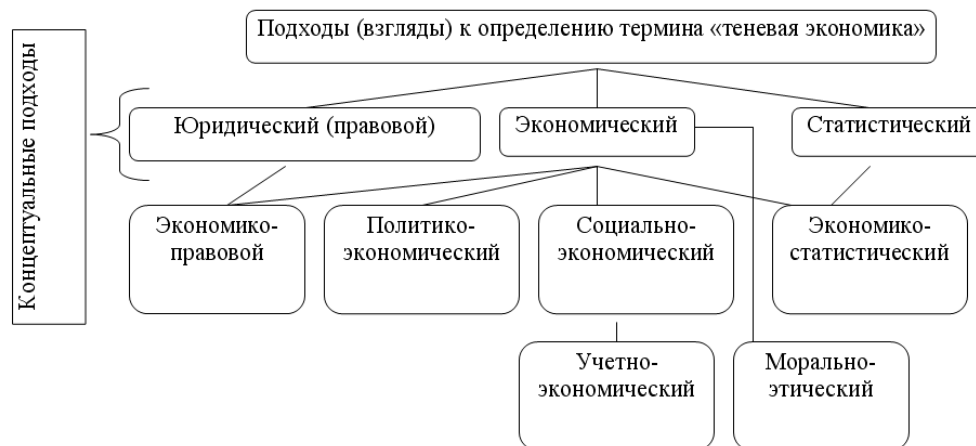 Концептуальные подходы
Подходы (взгляды) к определению термина «теневая экономика»
Юридический (правовой)
Экономический
Статистический
Экономико-
правовой
Политико-
экономический
Социально-
экономический
Экономико-
статистический
Учетно-
экономический
Морально-
этический